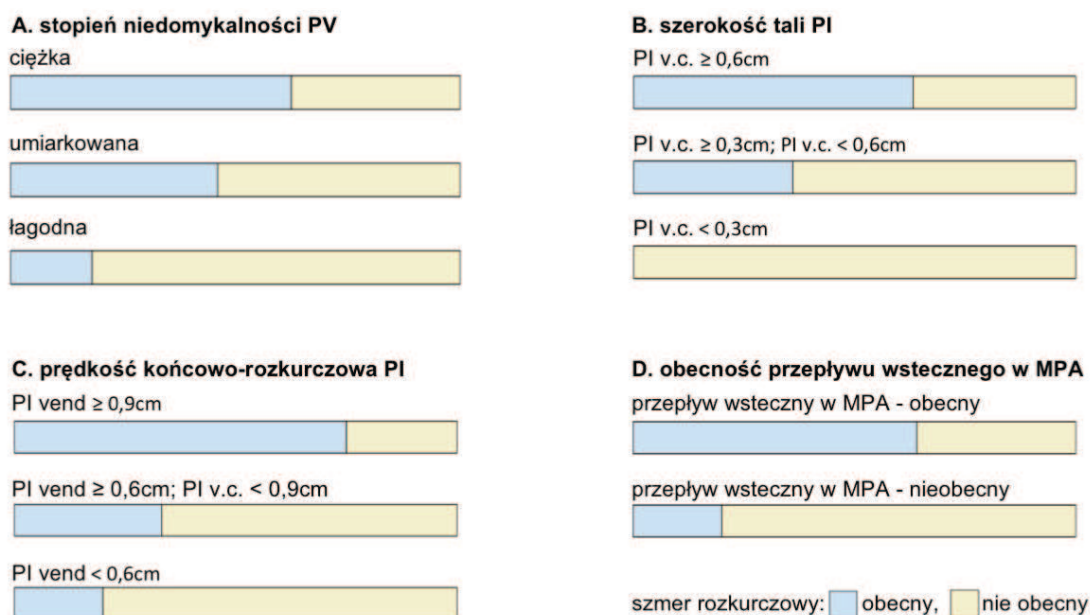 A. stopień niedomykalności PV
ciężka
umiarkowana
łagodna
B. szerokość tali PI
PI v.c. ≥ 0,6cm
PI v.c. ≥ 0,3cm; PI v.c. < 0,6cm
PI v.c. < 0,3cm
C. prędkość końcowo-rozkurczowa PI
PI vend ≥ 0,9cm
PI vend ≥ 0,6cm; PI v.c. < 0,9cm
PI vend < 0,6cm
D. obecność przepływu wstecznego w MPA
przepływ wsteczny w MPA - obecny
przepływ wsteczny w MPA - nieobecny
szmer rozkurczowy: obecny, nie obecny